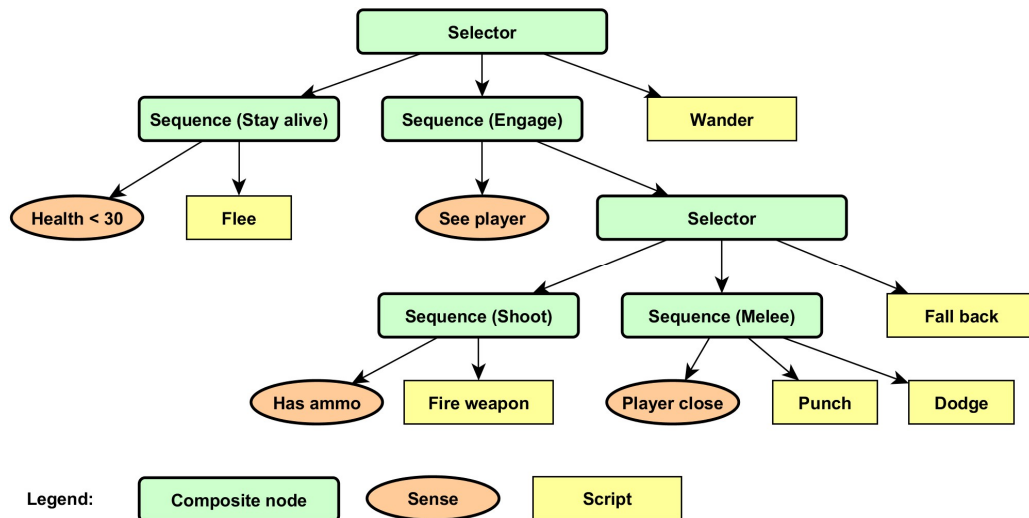 Selector
Sequence (Stay alive)
Sequence (Engage)
Wander
Health < 30
Flee
See player
Selector
Sequence (Shoot)
Sequence (Melee)
Fall back
Has ammo
Fire weapon
Player close
Punch
Dodge
Legend:
Composite node
Sense
Script